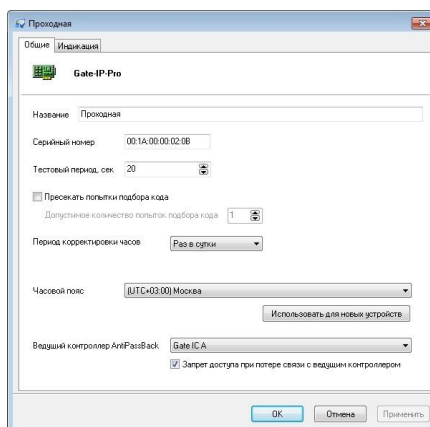 Проходная
Общие Индикация
Gate-IP-Pro
Название Проходная
Серийный номер 00:1A:00:00:02:0B
Тестовый период, сек 20
Пресекать попытки подбора кода
Допустимое количество попыток подбора кода 1
Период корректировки часов Раз в сутки
Часовой пояс (UTC+03:00) Москва
Использовать для новых устройств
Ведущий контроллер AntiPassBack Gate IC A
Запрет доступа при потере связи с ведущим контроллером
OK Отмена Применить